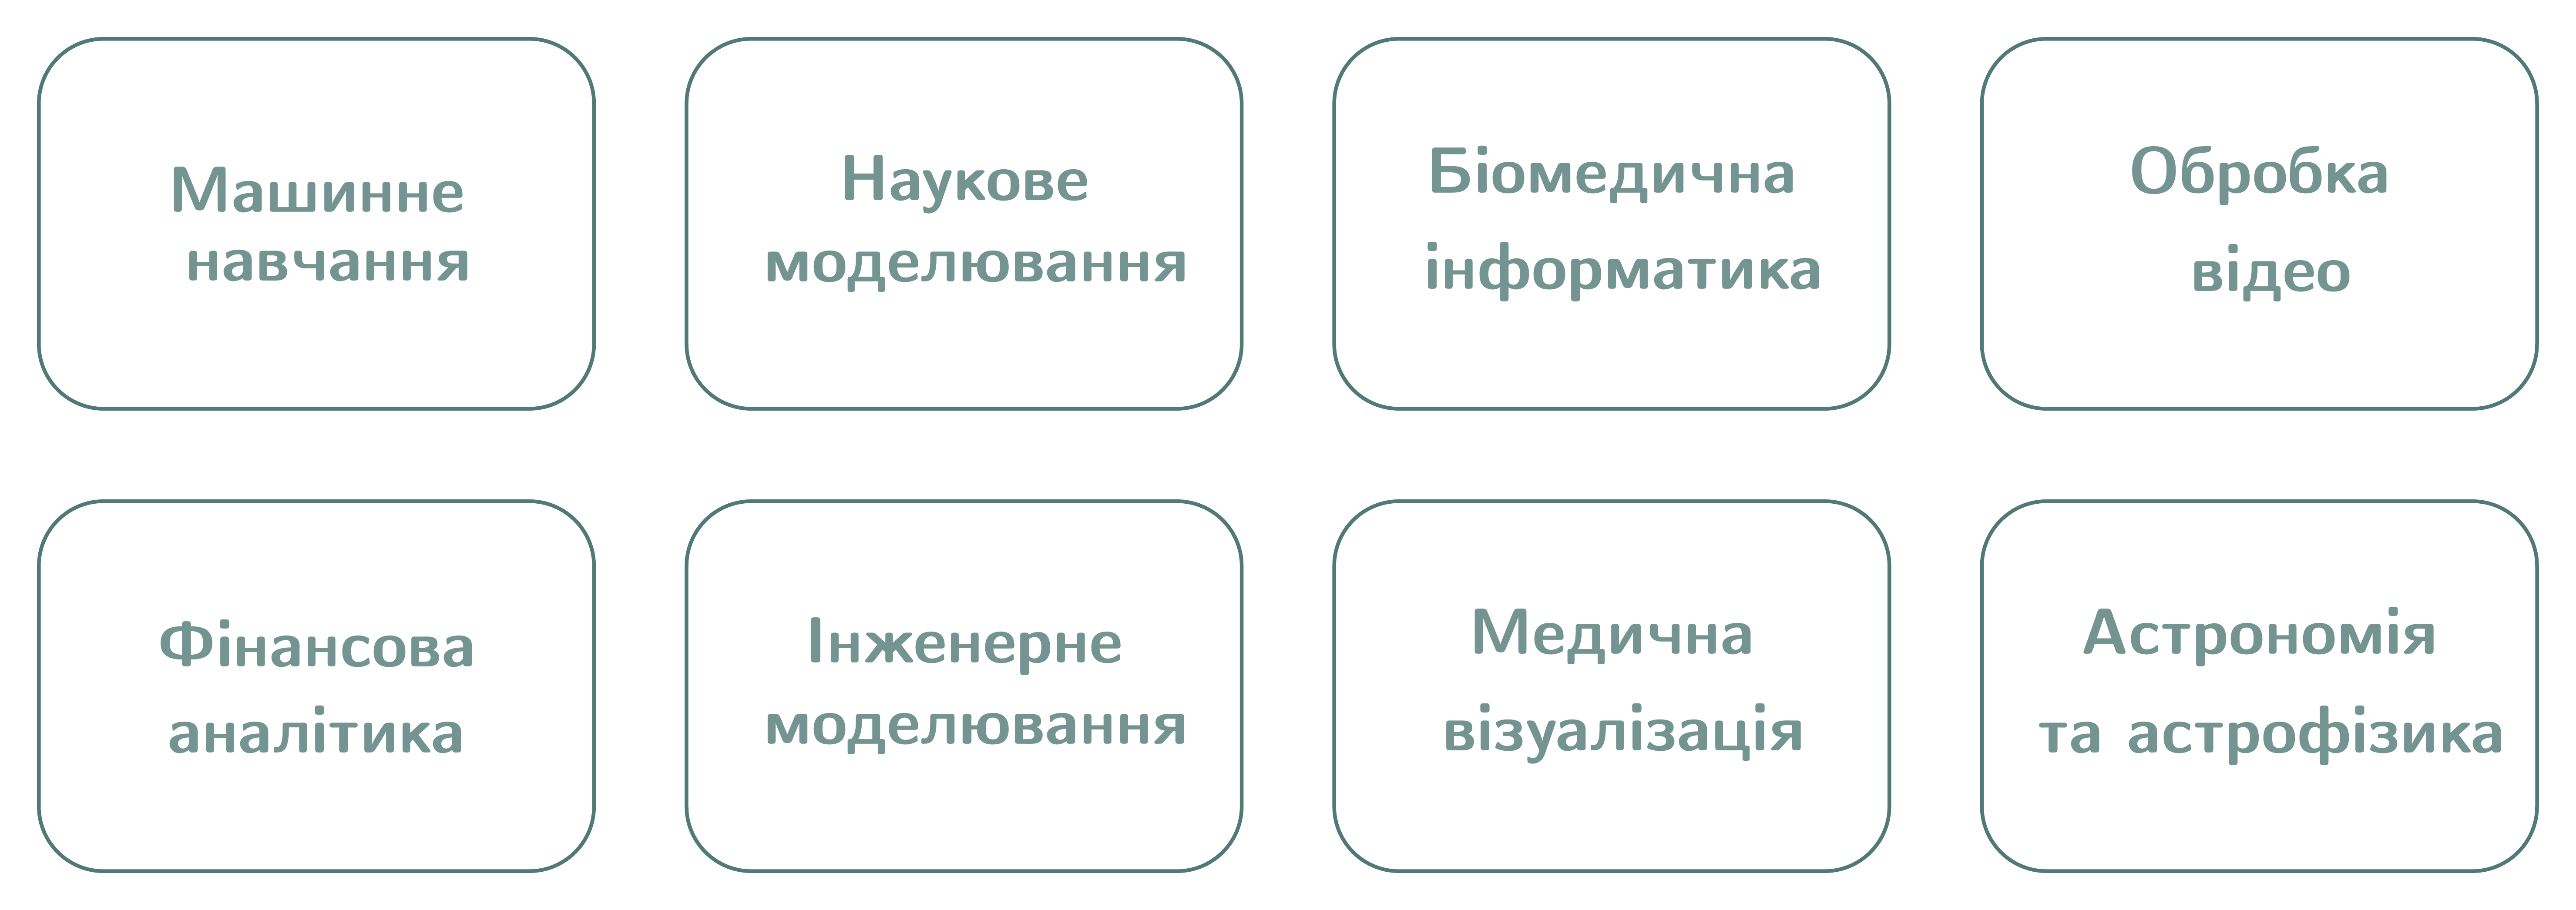 Машинне
навчання
Наукове
моделювання
Біомедична
інформатика
Обробка
відео
Фінансова
аналітика
Інженерне
моделювання
Медична
візуалізація
Астрономія
та астрофізика